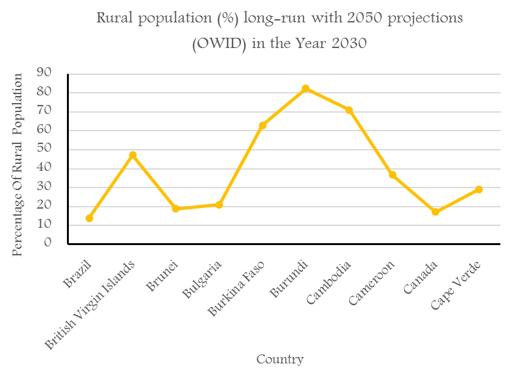 Rural population (%) long-run with 2050 projections
(OWID) in the Year 2030
Percentage Of Rural Population
90
80
70
60
50
40
30
20
10
0
Brazil
British Virgin Islands
Brunei
Bulgaria
Burkina Faso
Burundi
Cambodia
Cameroon
Canada
Cape Verde
Country